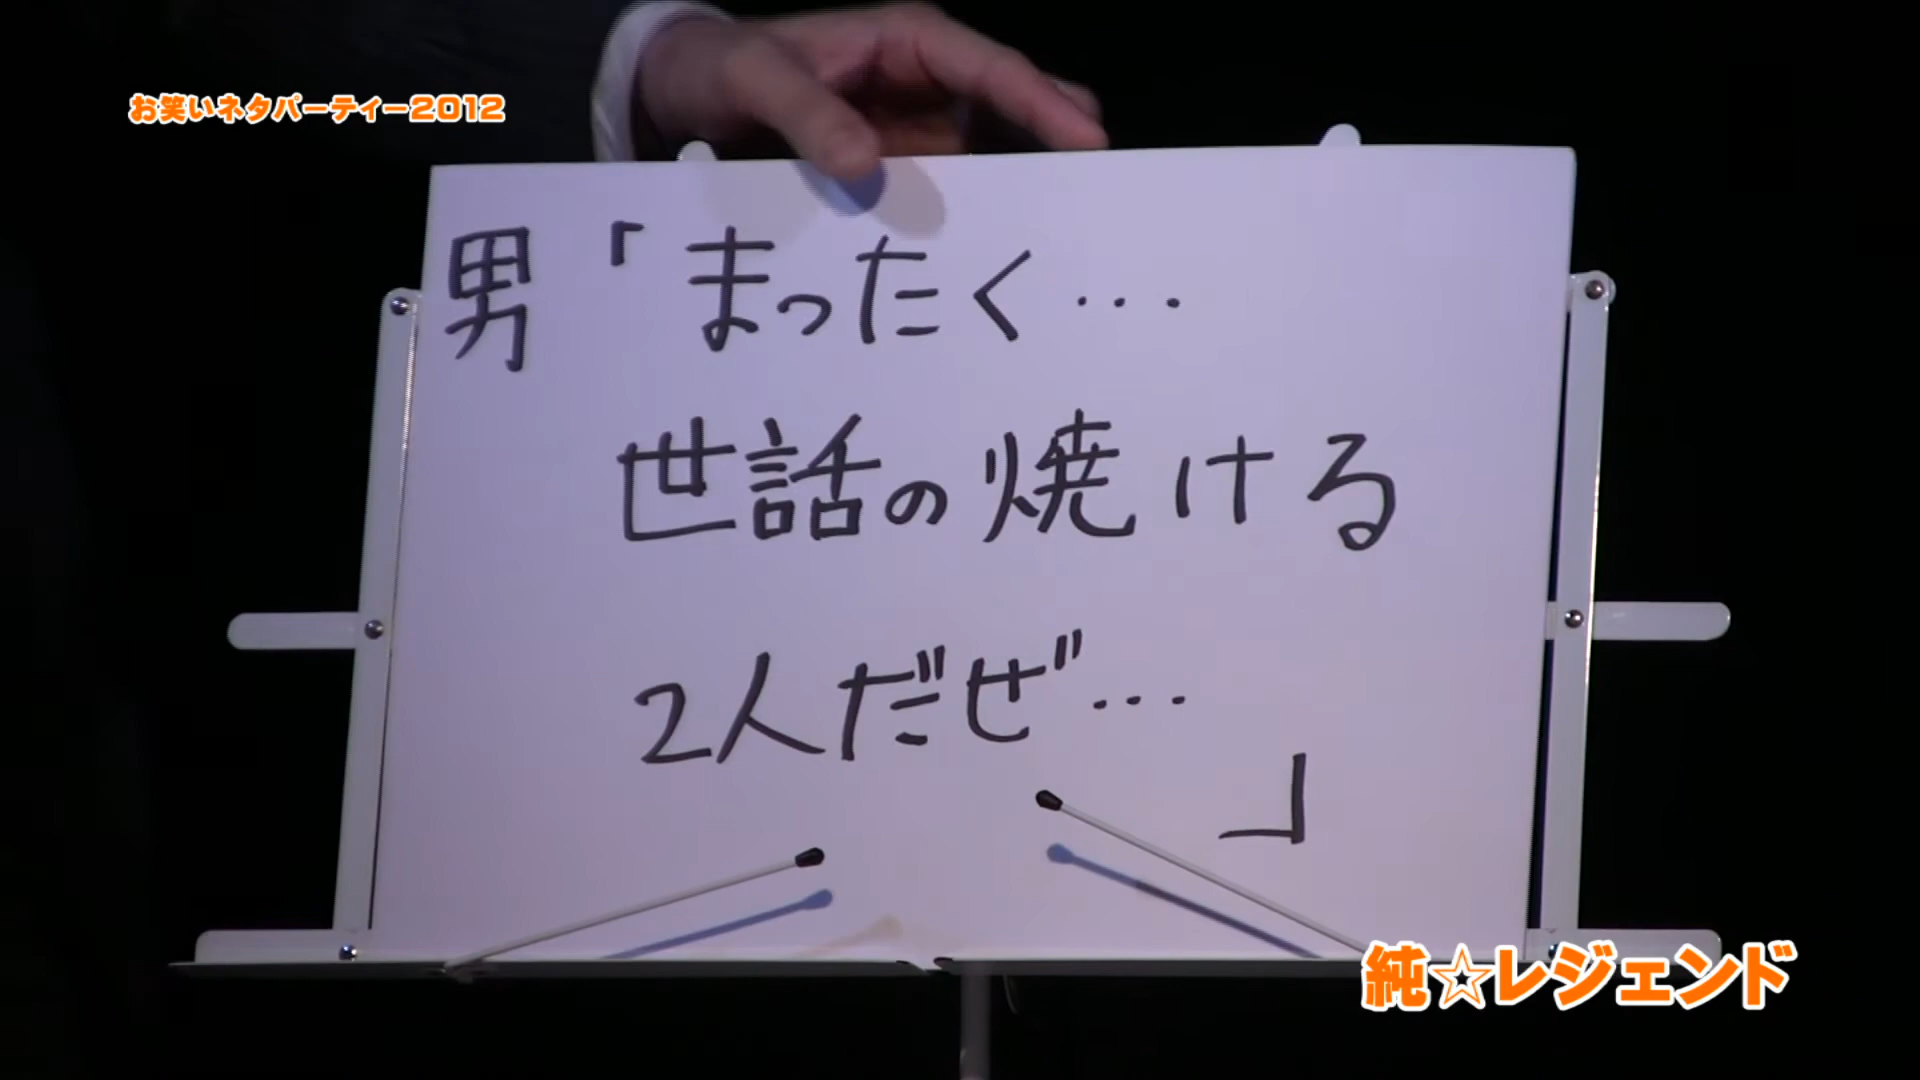 お笑いネタパーティー2012
男「まったく…
世話の焼ける
2人だぜ…
」
純☆レジェンド